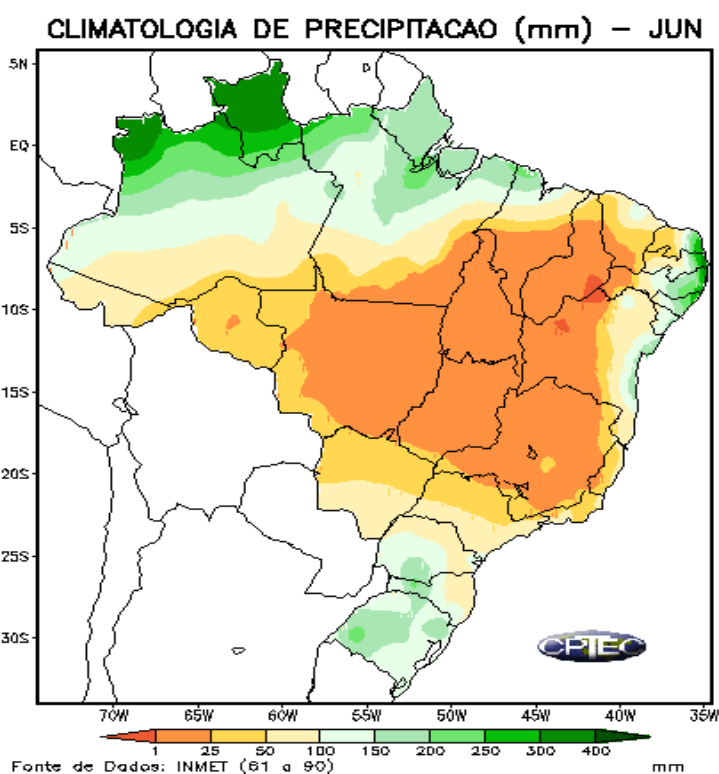 CLIMATOLOGIA DE PRECIPITACAO (mm) – JUN
5N
EQ
5S
10S
15S
20S
25S
30S
CPTEC
70W 65W 60W 55W 50W 45W 40W 35W
1 25 50 100 150 200 250 300 400
Fonte de Dados: INMET (61 a 90) mm